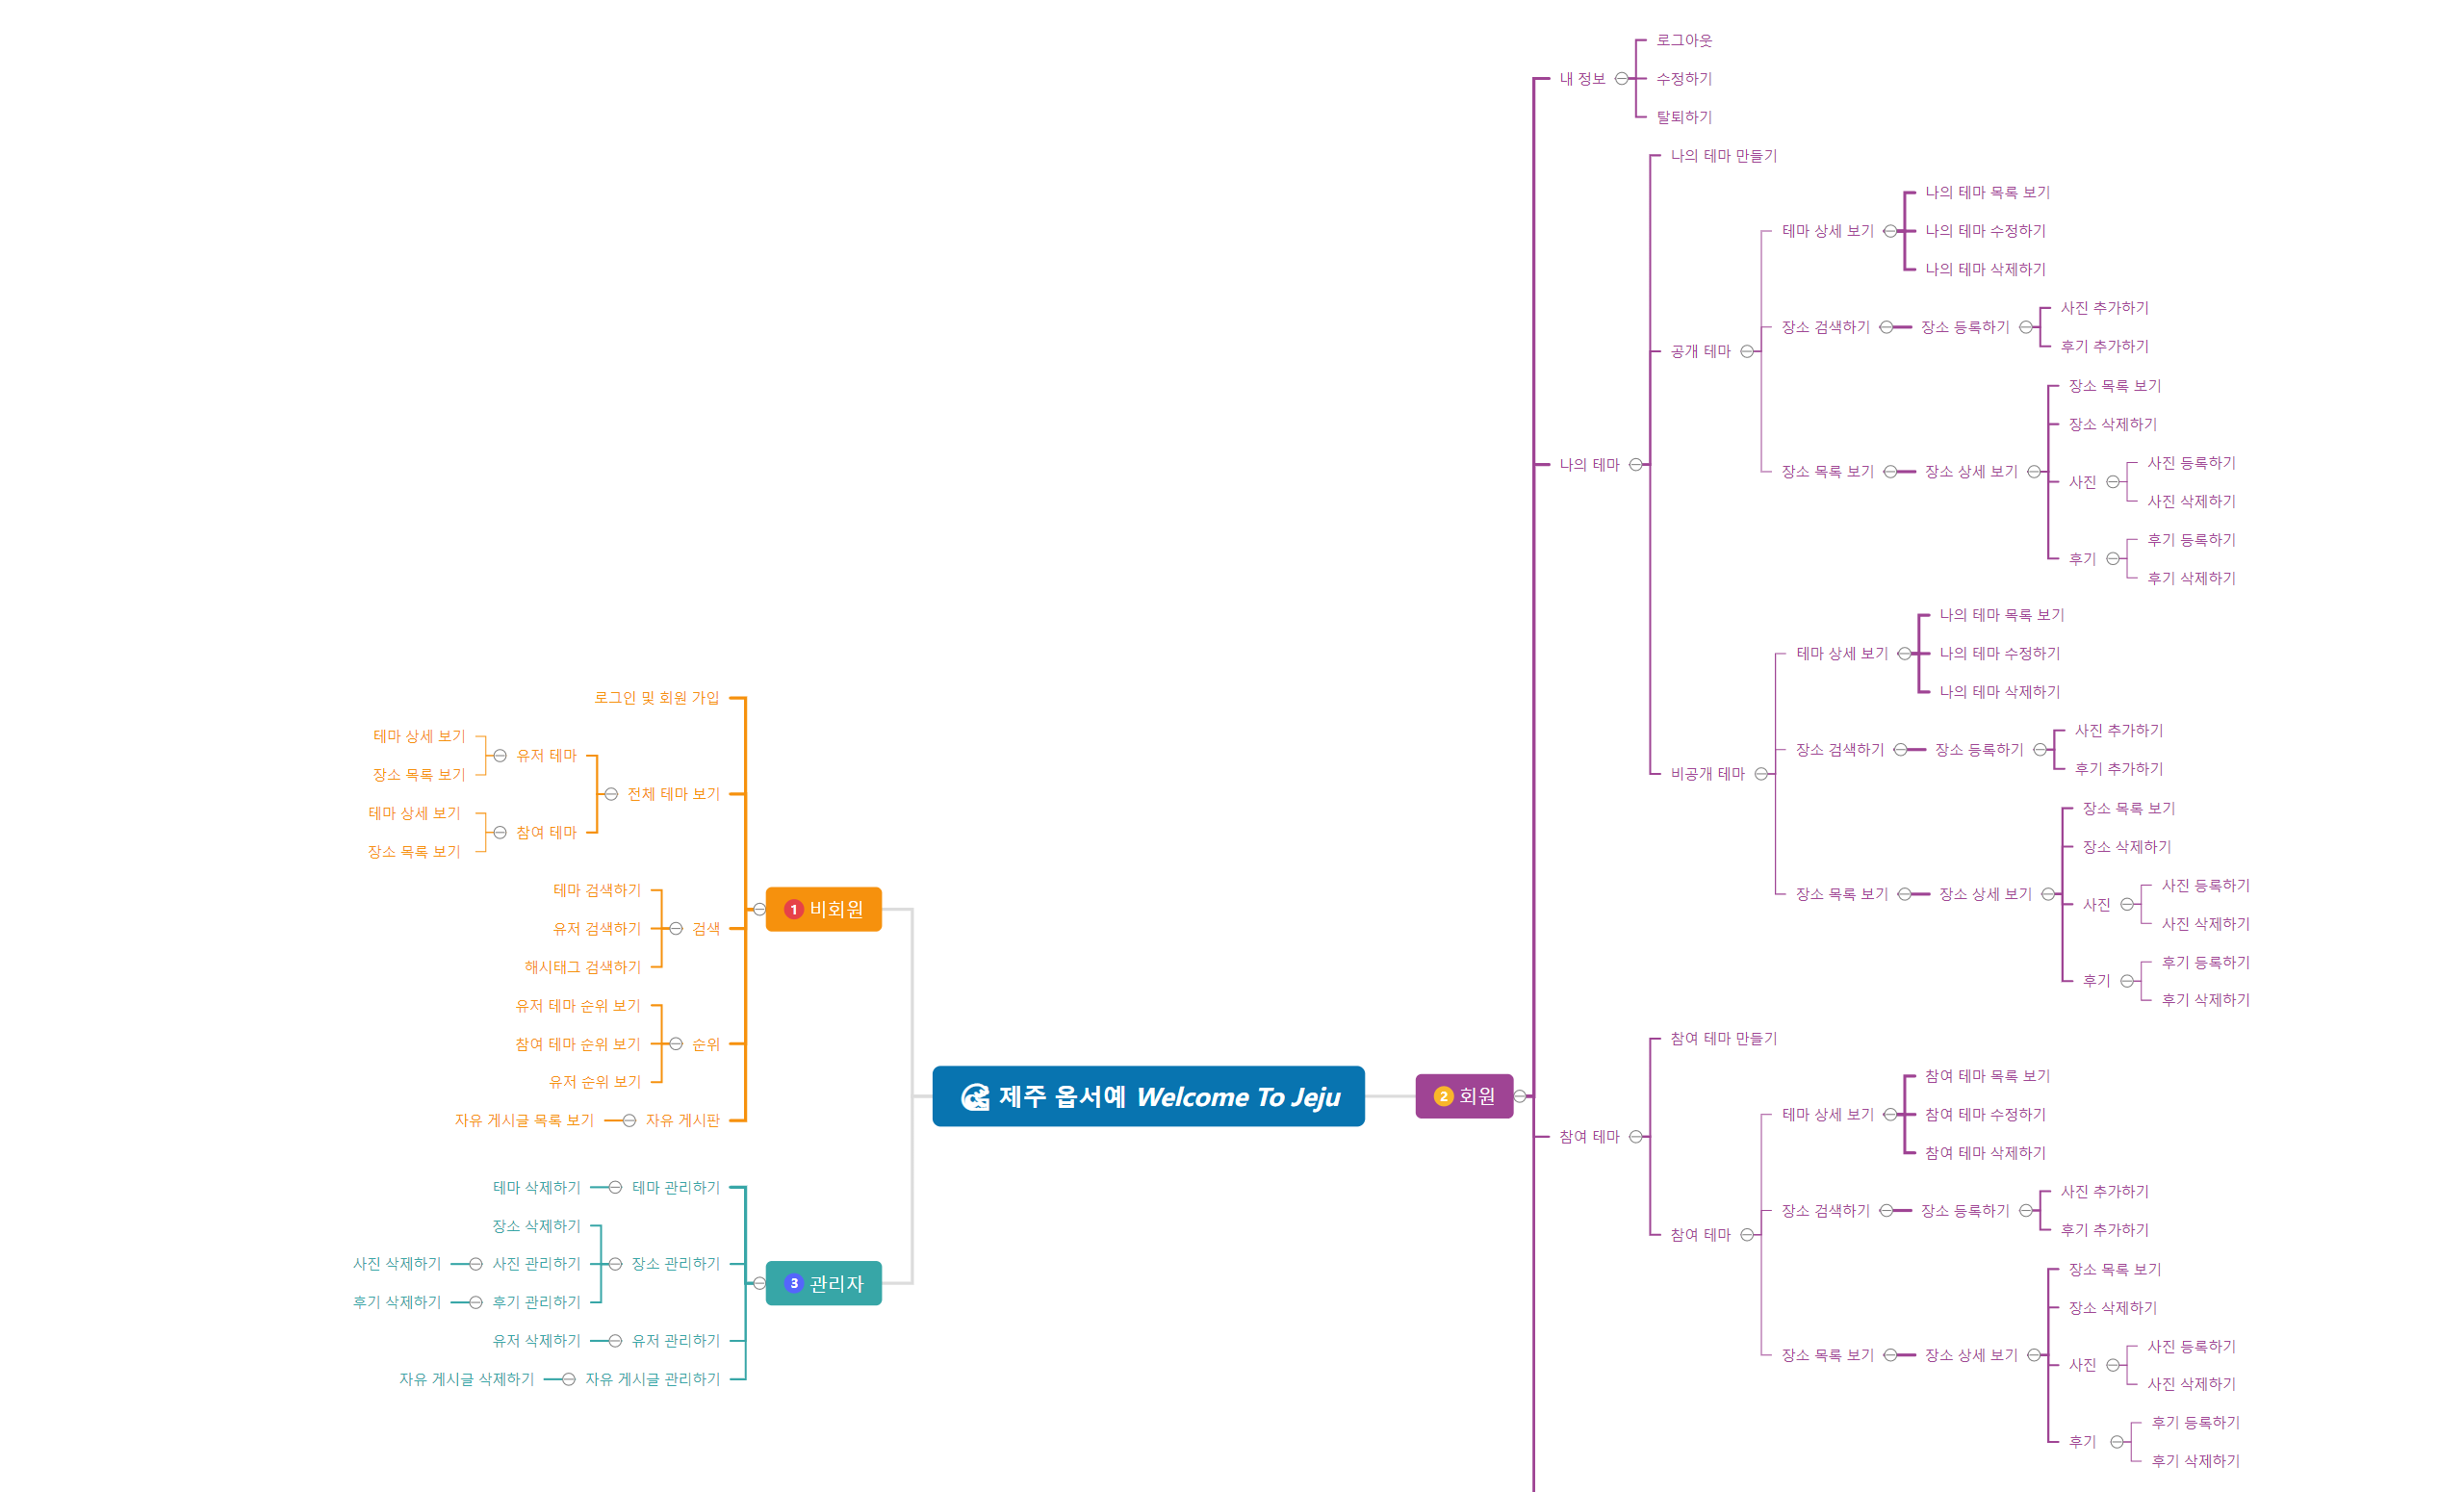 제주 옵서예 Welcome To Jeju
1 비회원
로그인 및 회원 가입
전체 테마 보기
유저 테마
테마 상세 보기
장소 목록 보기
참여 테마
테마 상세 보기
장소 목록 보기
검색
테마 검색하기
유저 검색하기
해시태그 검색하기
순위
유저 테마 순위 보기
참여 테마 순위 보기
유저 순위 보기
자유 게시판
자유 게시글 목록 보기
2 회원
내 정보
로그아웃
수정하기
탈퇴하기
나의 테마
나의 테마 만들기
공개 테마
테마 상세 보기
나의 테마 목록 보기
나의 테마 수정하기
나의 테마 삭제하기
장소 검색하기
장소 등록하기
사진 추가하기
후기 추가하기
장소 목록 보기
장소 상세 보기
장소 목록 보기
장소 삭제하기
사진
사진 등록하기
사진 삭제하기
후기
후기 등록하기
후기 삭제하기
비공개 테마
테마 상세 보기
나의 테마 목록 보기
나의 테마 수정하기
나의 테마 삭제하기
장소 검색하기
장소 등록하기
사진 추가하기
후기 추가하기
장소 목록 보기
장소 상세 보기
장소 목록 보기
장소 삭제하기
사진
사진 등록하기
사진 삭제하기
후기
후기 등록하기
후기 삭제하기
참여 테마
참여 테마 만들기
참여 테마
테마 상세 보기
참여 테마 목록 보기
참여 테마 수정하기
참여 테마 삭제하기
장소 검색하기
장소 등록하기
사진 추가하기
후기 추가하기
장소 목록 보기
장소 상세 보기
장소 목록 보기
장소 삭제하기
사진
사진 등록하기
사진 삭제하기
후기
후기 등록하기
후기 삭제하기
3 관리자
테마 관리하기
테마 삭제하기
장소 관리하기
장소 삭제하기
사진 관리하기
사진 삭제하기
후기 관리하기
후기 삭제하기
유저 관리하기
유저 삭제하기
자유 게시글 관리하기
자유 게시글 삭제하기